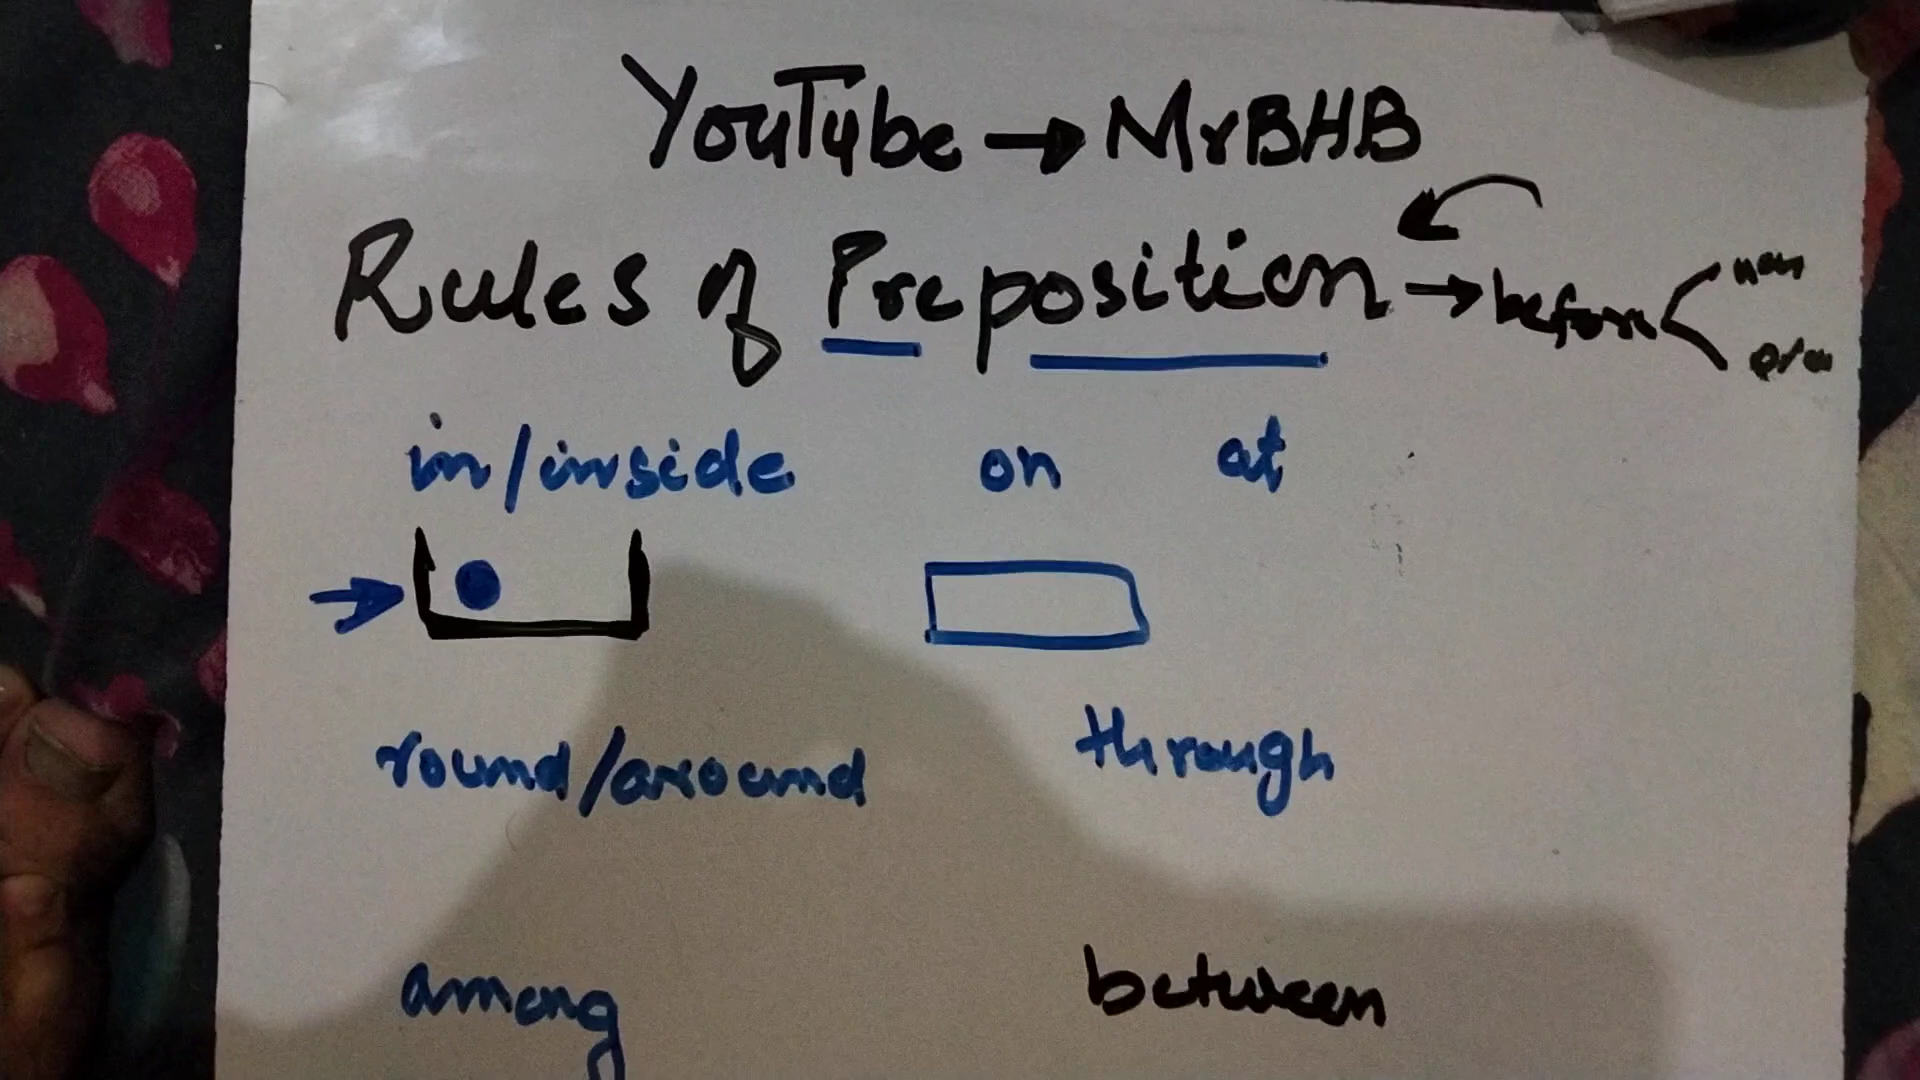 YouTube → MrBHB
Rules of Preposition → before
in/inside on at
round/around through
among between